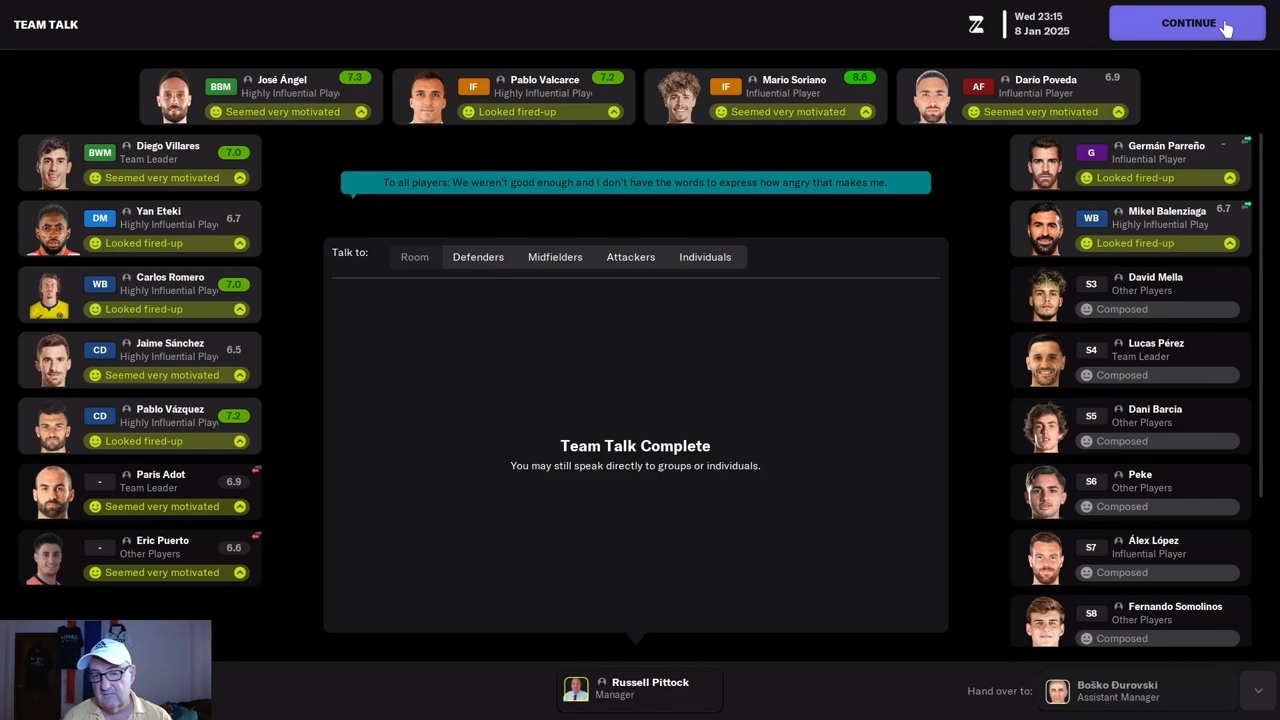 TEAM TALK
Wed 23:15
8 Jan 2025
CONTINUE
BBM José Ángel 7.3
Highly Influential Play
Seemed very motivated
IF Pablo Valcarce 7.2
Highly Influential Play
Looked fired-up
IF Mario Soriano 8.6
Influential Player
Seemed very motivated
AF Darío Poveda 6.9
Influential Player
Seemed very motivated
BWM Diego Villares 7.0
Team Leader
Seemed very motivated
DM Yan Eteki 6.7
Highly Influential Play
Looked fired-up
WB Carlos Romero 7.0
Highly Influential Play
Looked fired-up
CD Jaime Sánchez 6.5
Highly Influential Play
Seemed very motivated
CD Pablo Vázquez 7.2
Highly Influential Play
Looked fired-up
- Paris Adot 6.9
Team Leader
Seemed very motivated
- Eric Puerto 6.6
Other Players
Seemed very motivated
To all players: We weren't good enough and I don't have the words to express how angry that makes me.
Talk to: Room Defenders Midfielders Attackers Individuals
Team Talk Complete
You may still speak directly to groups or individuals.
G Germán Parreño -
Influential Player
Looked fired-up
WB Mikel Balenziaga 6.7
Highly Influential Play
Looked fired-up
S3 David Mella
Other Players
Composed
S4 Lucas Pérez
Team Leader
Composed
S5 Dani Barcia
Other Players
Composed
S6 Peke
Other Players
Composed
S7 Álex López
Influential Player
Composed
S8 Fernando Somolinos
Other Players
Composed
Russell Pittock
Manager
Hand over to: Boško Đurovski
Assistant Manager